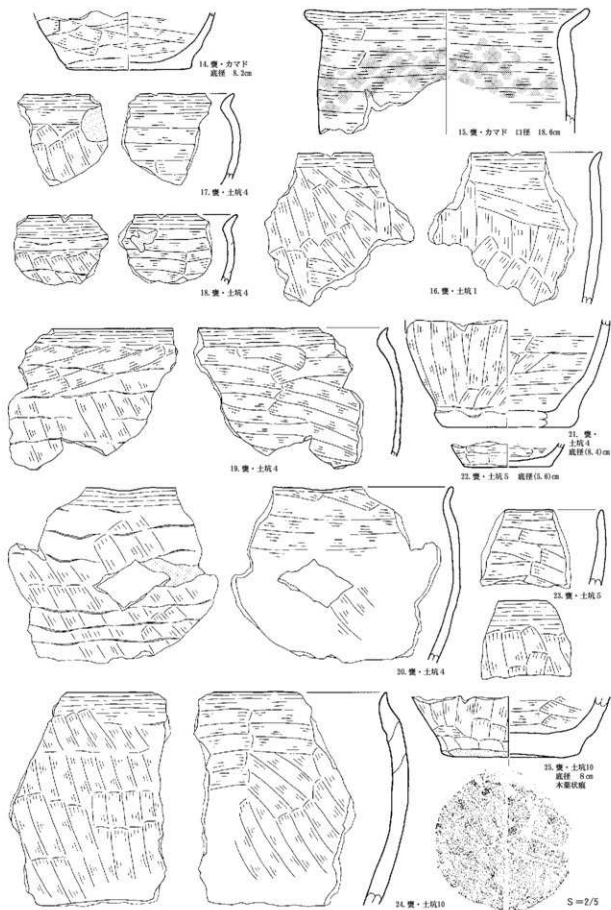 14. 甕・カマド
底径 8.2cm
15. 甕・カマド 口径 18.6cm
17. 甕・土坑4
18. 甕・土坑4
16. 甕・土坑1
19. 甕・土坑4
21. 甕・
土坑4
底径(8.4)cm
22. 甕・土坑5 底径(5.6)cm
23. 甕・土坑5
20. 甕・土坑4
25. 甕・土坑10
底径 8cm
木葉状痕
24. 甕・土坑10
S=2/5